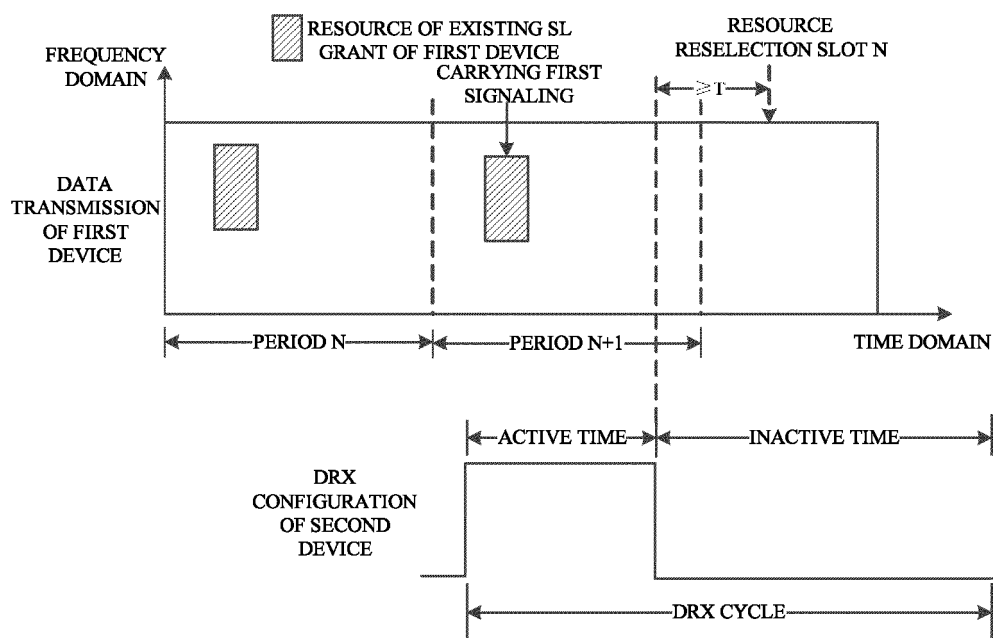 RESOURCE OF EXISTING SL
GRANT OF FIRST DEVICE
RESOURCE
RESELECTION SLOT N
FREQUENCY
DOMAIN
CARRYING FIRST
SIGNALING
≥T
DATA
TRANSMISSION
OF FIRST
DEVICE
PERIOD N
PERIOD N+1
TIME DOMAIN
ACTIVE TIME
INACTIVE TIME
DRX
CONFIGURATION
OF SECOND
DEVICE
DRX CYCLE